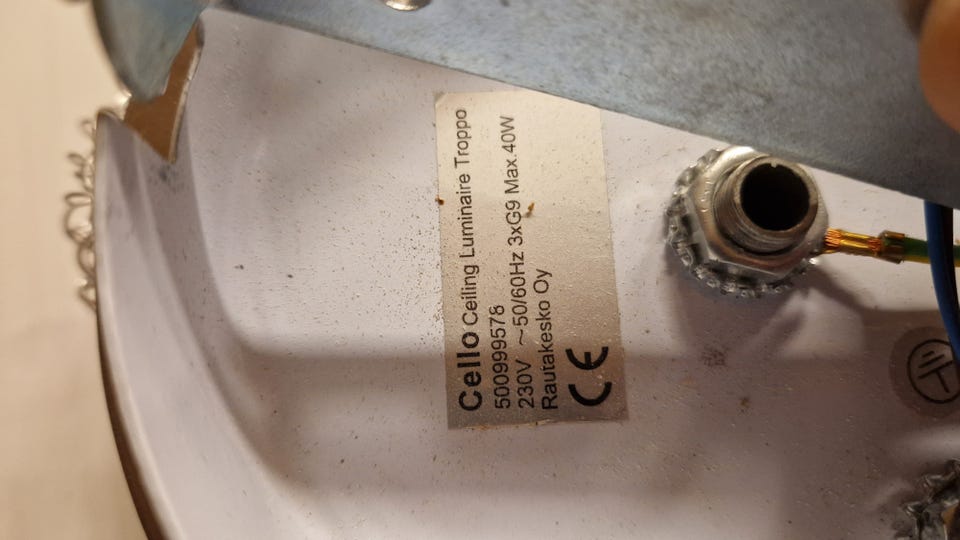 Cello Ceiling Luminaire Troppo
500999578
230V ~50/60Hz 3xG9 Max.40W
Rautakesko Oy
CE